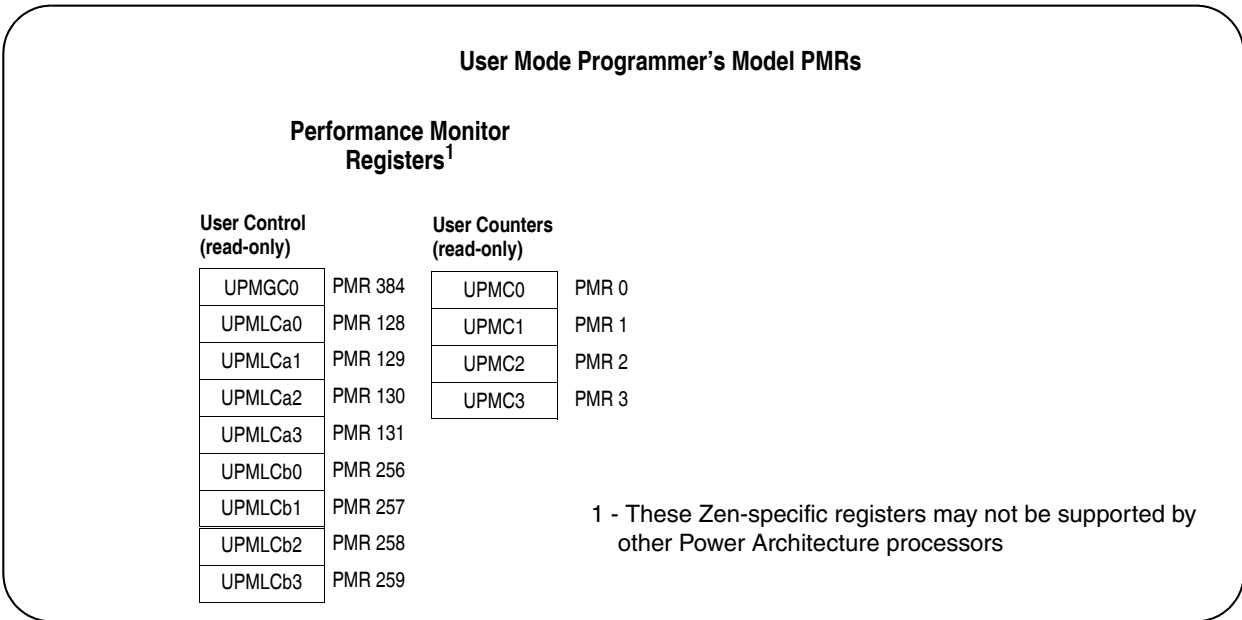 User Mode Programmer's Model PMRs
Performance Monitor
Registers1
User Control
(read-only)
UPMGC0 PMR 384
UPMLCa0 PMR 128
UPMLCa1 PMR 129
UPMLCa2 PMR 130
UPMLCa3 PMR 131
UPMLCb0 PMR 256
UPMLCb1 PMR 257
UPMLCb2 PMR 258
UPMLCb3 PMR 259
User Counters
(read-only)
UPMC0 PMR 0
UPMC1 PMR 1
UPMC2 PMR 2
UPMC3 PMR 3
1 - These Zen-specific registers may not be supported by
other Power Architecture processors